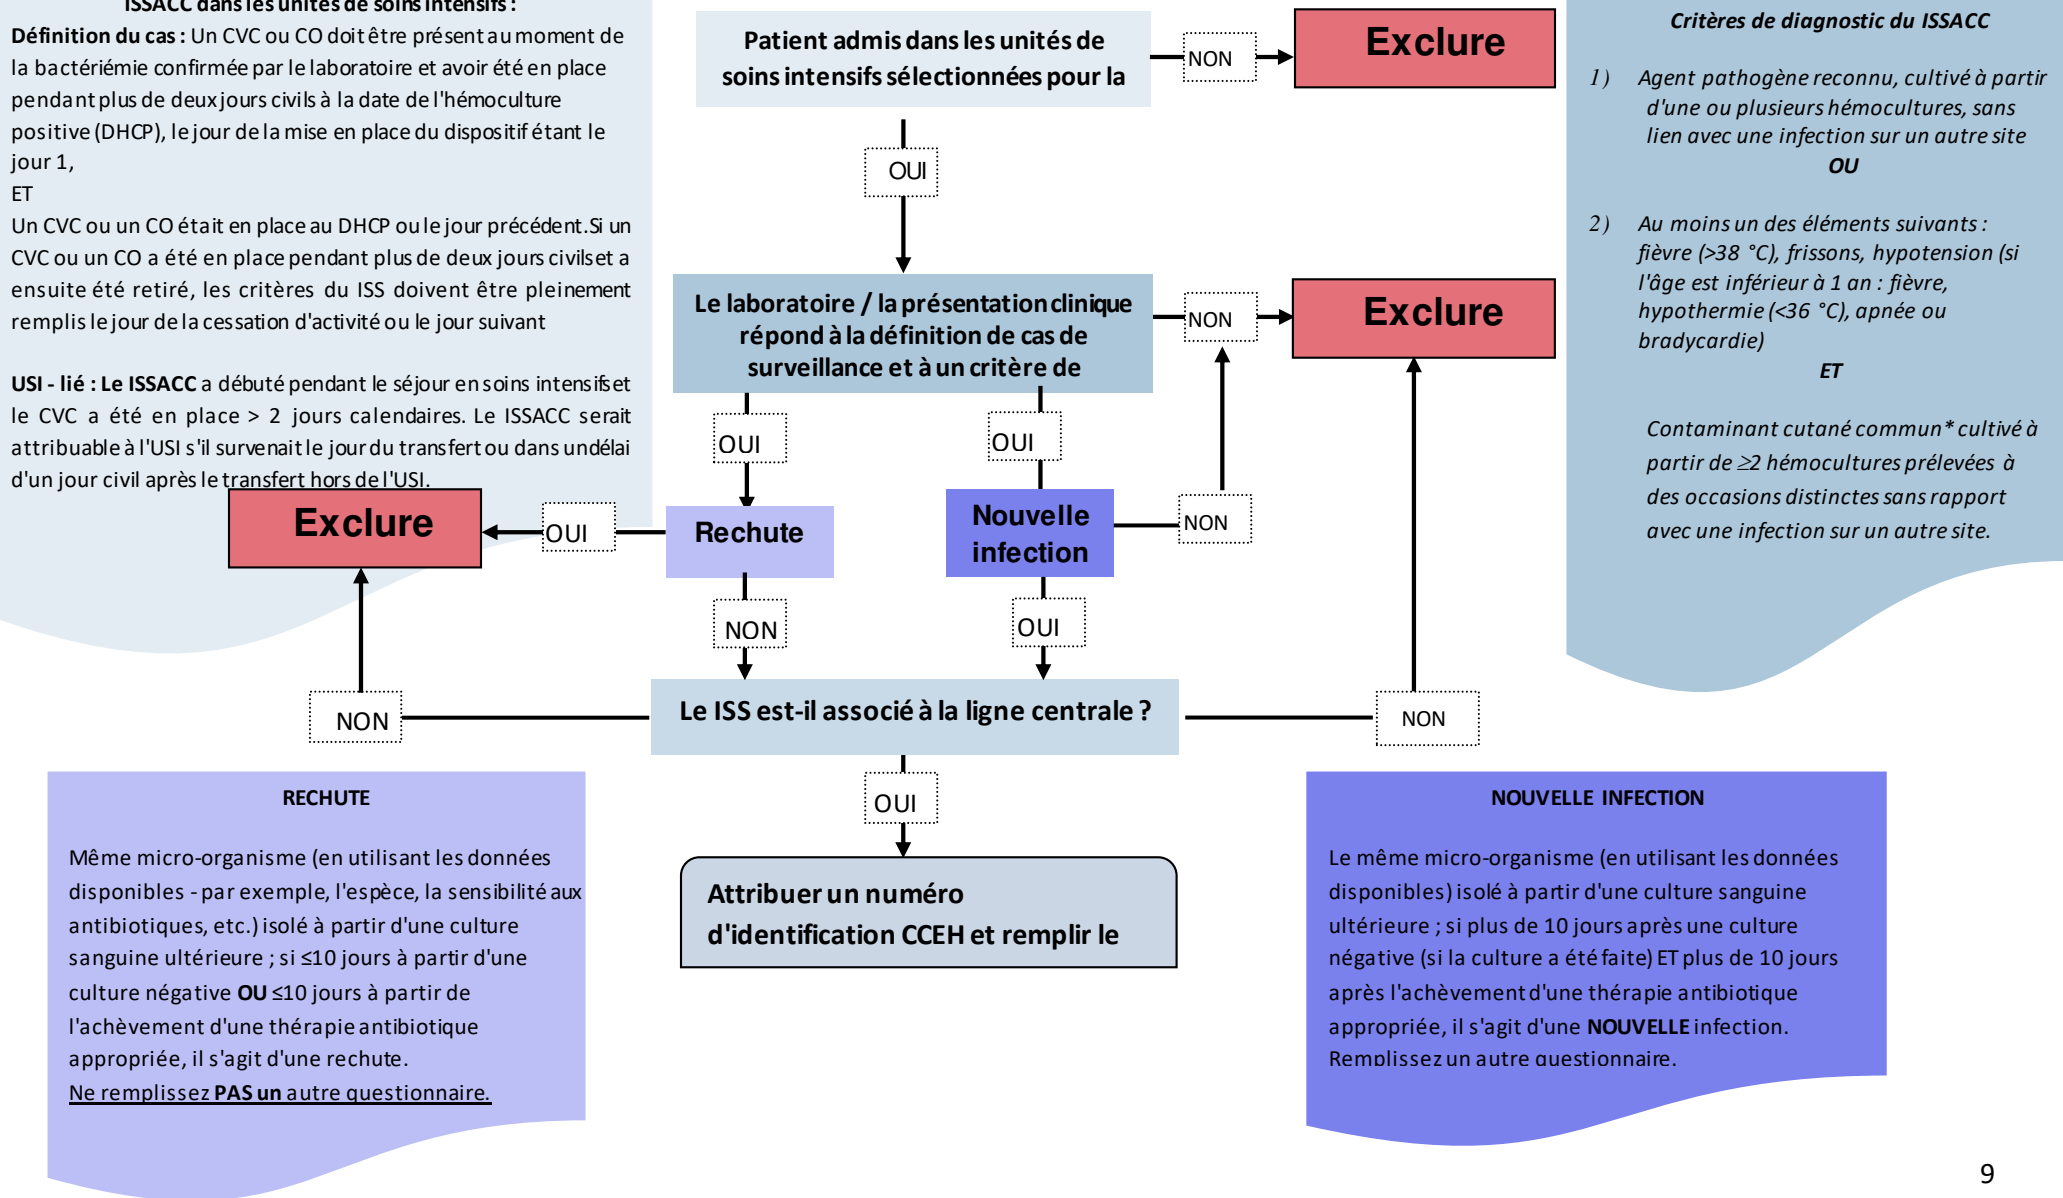 ISSACC dans les unités de soins intensifs :
Définition du cas : Un CVC ou CO doit être présent au moment de
la bactériémie confirmée par le laboratoire et avoir été en place
pendant plus de deux jours civils à la date de l'hémoculture
positive (DHCP), le jour de la mise en place du dispositif étant le
jour 1,
ET
Un CVC ou un CO était en place au DHCP ou le jour précédent. Si un
CVC ou un CO a été en place pendant plus de deux jours civils et a
ensuite été retiré, les critères du ISS doivent être pleinement
remplis le jour de la cessation d'activité ou le jour suivant
USI - lié : Le ISSACC a débuté pendant le séjour en soins intensifs et
le CVC a été en place > 2 jours calendaires. Le ISSACC serait
attribuable à l'USI s'il survenait le jour du transfert ou dans un délai
d'un jour civil après le transfert hors de l'USI.
Patient admis dans les unités de
soins intensifs sélectionnées pour la
NON
Exclure
OUI
Le laboratoire / la présentation clinique
répond à la définition de cas de
surveillance et à un critère de
NON
Exclure
OUI
OUI
Exclure
OUI
Rechute
Nouvelle
infection
NON
NON
OUI
NON
Le ISS est-il associé à la ligne centrale ?
NON
OUI
Attribuer un numéro
d'identification CCEH et remplir le
Critères de diagnostic du ISSACC
1) Agent pathogène reconnu, cultivé à partir
d'une ou plusieurs hémocultures, sans
lien avec une infection sur un autre site
OU
2) Au moins un des éléments suivants :
fièvre (>38 °C), frissons, hypotension (si
l'âge est inférieur à 1 an : fièvre,
hypothermie (<36 °C), apnée ou
bradycardie)
ET
Contaminant cutané commun* cultivé à
partir de ≥2 hémocultures prélevées à
des occasions distinctes sans rapport
avec une infection sur un autre site.
RECHUTE
Même micro-organisme (en utilisant les données
disponibles - par exemple, l'espèce, la sensibilité aux
antibiotiques, etc.) isolé à partir d'une culture
sanguine ultérieure ; si ≤10 jours à partir d'une
culture négative OU ≤10 jours à partir de
l'achèvement d'une thérapie antibiotique
appropriée, il s'agit d'une rechute.
Ne remplissez PAS un autre questionnaire.
NOUVELLE INFECTION
Le même micro-organisme (en utilisant les données
disponibles) isolé à partir d'une culture sanguine
ultérieure ; si plus de 10 jours après une culture
négative (si la culture a été faite) ET plus de 10 jours
après l'achèvement d'une thérapie antibiotique
appropriée, il s'agit d'une NOUVELLE infection.
Remplissez un autre questionnaire.
9